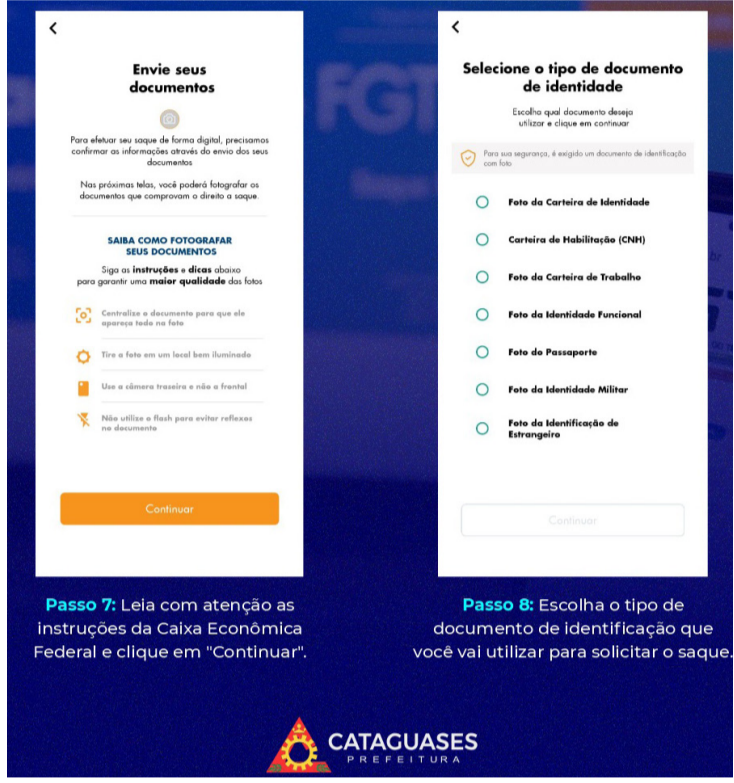 Envie seus
documentos
Para efetuar seu saque de forma digital, precisamos
confirmar as informações através do envio dos seus
documentos
Nas próximas telas, você poderá fotografar os
documentos que comprovam o direito a saque.
SAIBA COMO FOTOGRAFAR
SEUS DOCUMENTOS
Siga as instruções e dicas abaixo
para garantir uma maior qualidade das fotos
Centralize o documento para que ele
apareça todo na foto
Tire a foto em um local bem iluminado
Use a câmera traseira e não a frontal
Não utilize o flash para evitar reflexos
no documento
Continuar
Passo 7: Leia com atenção as
instruções da Caixa Econômica
Federal e clique em "Continuar".
Selecione o tipo de documento
de identidade
Escolha qual documento deseja
utilizar e clique em continuar
Para sua segurança, é exigido um documento de identificação
com foto
Foto da Carteira de Identidade
Carteira de Habilitação (CNH)
Foto da Carteira de Trabalho
Foto da Identidade Funcional
Foto do Passaporte
Foto da Identidade Militar
Foto da Identificação de
Estrangeiro
Continuar
Passo 8: Escolha o tipo de
documento de identificação que
você vai utilizar para solicitar o saque.
FGT
CATAGUASES
PREFEITURA